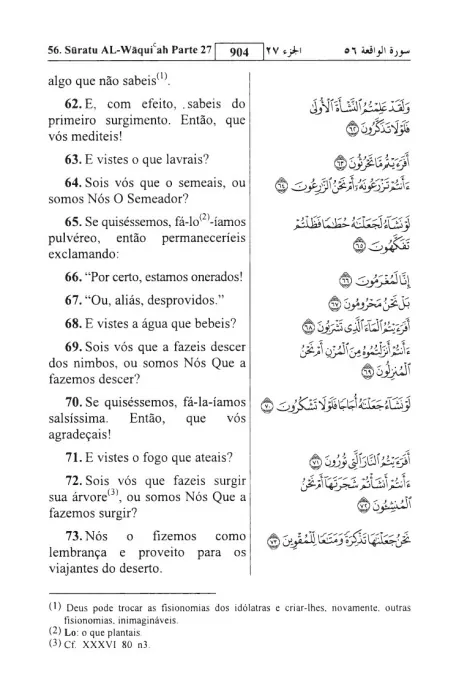 56. Sūratu AL-Wāqui‛ah Parte 27
904
الجزء ٢٧
سورة الواقعة ٥٦
algo que não sabeis(1).
62. E, com efeito, .sabeis do
primeiro surgimento. Então, que
vós mediteis!
63. E vistes o que lavrais?
64. Sois vós que o semeais, ou
somos Nós O Semeador?
65. Se quiséssemos, fá-lo(2)-íamos
pulvéreo, então permaneceríeis
exclamando:
66. “Por certo, estamos onerados!
67. “Ou, aliás, desprovidos.”
68. E vistes a água que bebeis?
69. Sois vós que a fazeis descer
dos nimbos, ou somos Nós Que a
fazemos descer?
70. Se quiséssemos, fá-la-íamos
salsíssima. Então, que vós
agradeçais!
71. E vistes o fogo que ateais?
72. Sois vós que fazeis surgir
sua árvore(3), ou somos Nós Que a
fazemos surgir?
73. Nós o fizemos como
lembrança e proveito para os
viajantes do deserto.
وَلَقَدْ عَلِمْتُمُ النَّشْأَةَ الْأُولَىٰ
فَلَوْلَا تَذَكَّرُونَ ٦٢
أَفَرَءَيْتُم مَّا تَحْرُثُونَ ٦٣
ءَأَنتُمْ تَزْرَعُونَهُ أَمْ نَحْنُ الزَّارِعُونَ ٦٤
لَوْ نَشَاءُ لَجَعَلْنَاهُ حُطَامًا فَظَلْتُمْ
تَفَكَّهُونَ ٦٥
إِنَّا لَمُغْرَمُونَ ٦٦
بَلْ نَحْنُ مَحْرُومُونَ ٦٧
أَفَرَءَيْتُمُ الْمَاءَ الَّذِي تَشْرَبُونَ ٦٨
ءَأَنتُمْ أَنزَلْتُمُوهُ مِنَ الْمُزْنِ أَمْ نَحْنُ
الْمُنزِلُونَ ٦٩
لَوْ نَشَاءُ جَعَلْنَاهُ أُجَاجًا فَلَوْلَا تَشْكُرُونَ ٧٠
أَفَرَءَيْتُمُ النَّارَ الَّتِي تُورُونَ ٧١
ءَأَنتُمْ أَنشَأْتُمْ شَجَرَتَهَا أَمْ نَحْنُ
الْمُنشِئُونَ ٧٢
نَحْنُ جَعَلْنَاهَا تَذْكِرَةً وَمَتَاعًا لِّلْمُقْوِينَ ٧٣
(1) Deus pode trocar as fisionomias dos idólatras e criar-lhes, novamente, outras
fisionomias, inimagináveis.
(2) Lo: o que plantais.
(3) Cf. XXXVI 80 n3.